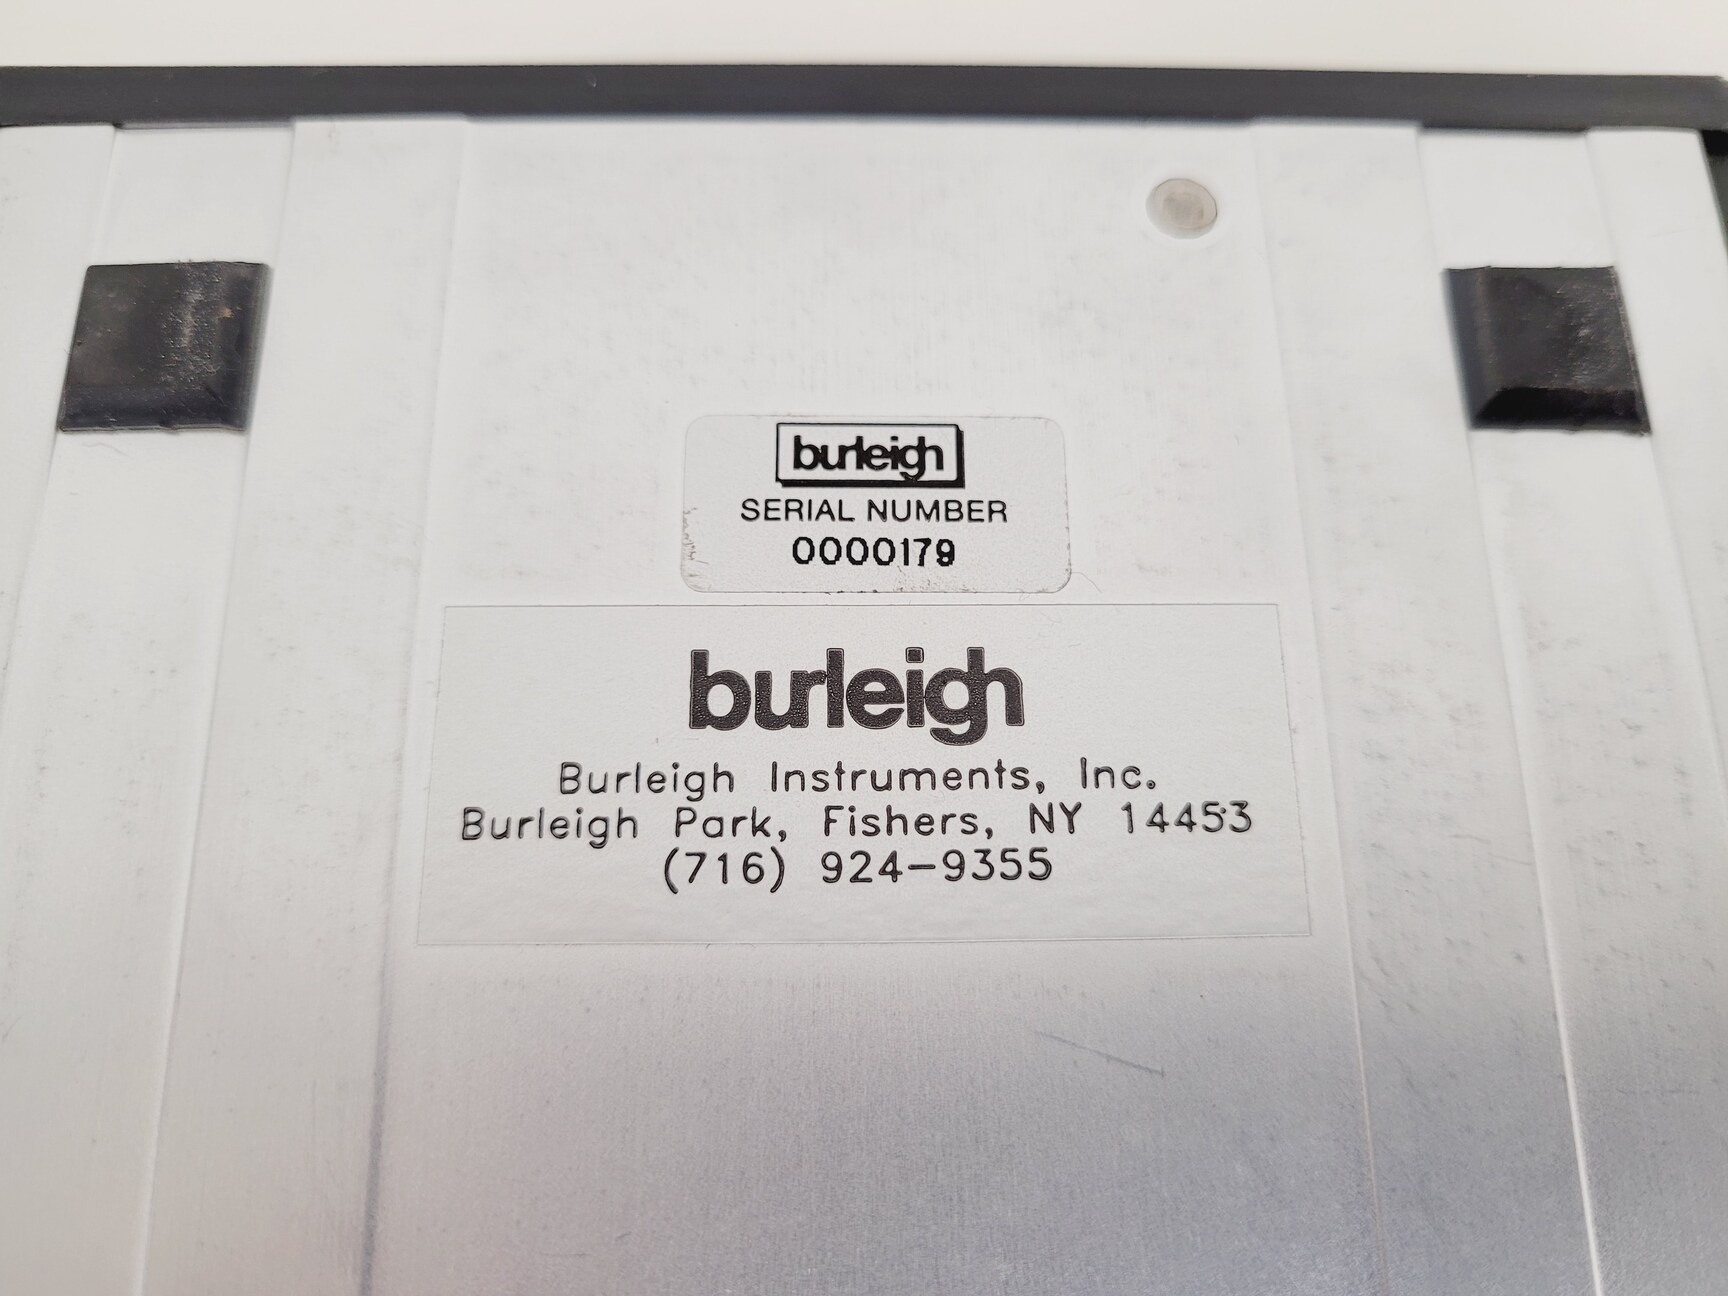 burleigh
SERIAL NUMBER
0000179
burleigh
Burleigh Instruments, Inc.
Burleigh Park, Fishers, NY 14453
(716) 924-9355